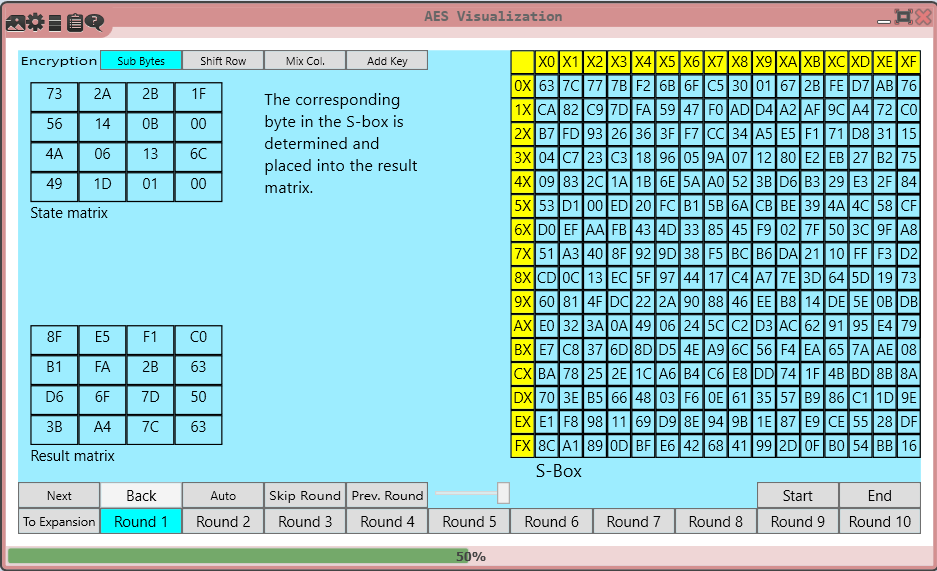 AES Visualization
Encryption Sub Bytes Shift Row Mix Col. Add Key
73 2A 2B 1F
56 14 0B 00
4A 06 13 6C
49 1D 01 00
State matrix
The corresponding
byte in the S-box is
determined and
placed into the result
matrix.
8F E5 F1 C0
B1 FA 2B 63
D6 6F 7D 50
3B A4 7C 63
Result matrix
X0 X1 X2 X3 X4 X5 X6 X7 X8 X9 XA XB XC XD XE XF
0X 63 7C 77 7B F2 6B 6F C5 30 01 67 2B FE D7 AB 76
1X CA 82 C9 7D FA 59 47 F0 AD D4 A2 AF 9C A4 72 C0
2X B7 FD 93 26 36 3F F7 CC 34 A5 E5 F1 71 D8 31 15
3X 04 C7 23 C3 18 96 05 9A 07 12 80 E2 EB 27 B2 75
4X 09 83 2C 1A 1B 6E 5A A0 52 3B D6 B3 29 E3 2F 84
5X 53 D1 00 ED 20 FC B1 5B 6A CB BE 39 4A 4C 58 CF
6X D0 EF AA FB 43 4D 33 85 45 F9 02 7F 50 3C 9F A8
7X 51 A3 40 8F 92 9D 38 F5 BC B6 DA 21 10 FF F3 D2
8X CD 0C 13 EC 5F 97 44 17 C4 A7 7E 3D 64 5D 19 73
9X 60 81 4F DC 22 2A 90 88 46 EE B8 14 DE 5E 0B DB
AX E0 32 3A 0A 49 06 24 5C C2 D3 AC 62 91 95 E4 79
BX E7 C8 37 6D 8D D5 4E A9 6C 56 F4 EA 65 7A AE 08
CX BA 78 25 2E 1C A6 B4 C6 E8 DD 74 1F 4B BD 8B 8A
DX 70 3E B5 66 48 03 F6 0E 61 35 57 B9 86 C1 1D 9E
EX E1 F8 98 11 69 D9 8E 94 9B 1E 87 E9 CE 55 28 DF
FX 8C A1 89 0D BF E6 42 68 41 99 2D 0F B0 54 BB 16
S-Box
Next Back Auto Skip Round Prev. Round Start End
To Expansion Round 1 Round 2 Round 3 Round 4 Round 5 Round 6 Round 7 Round 8 Round 9 Round 10
50%